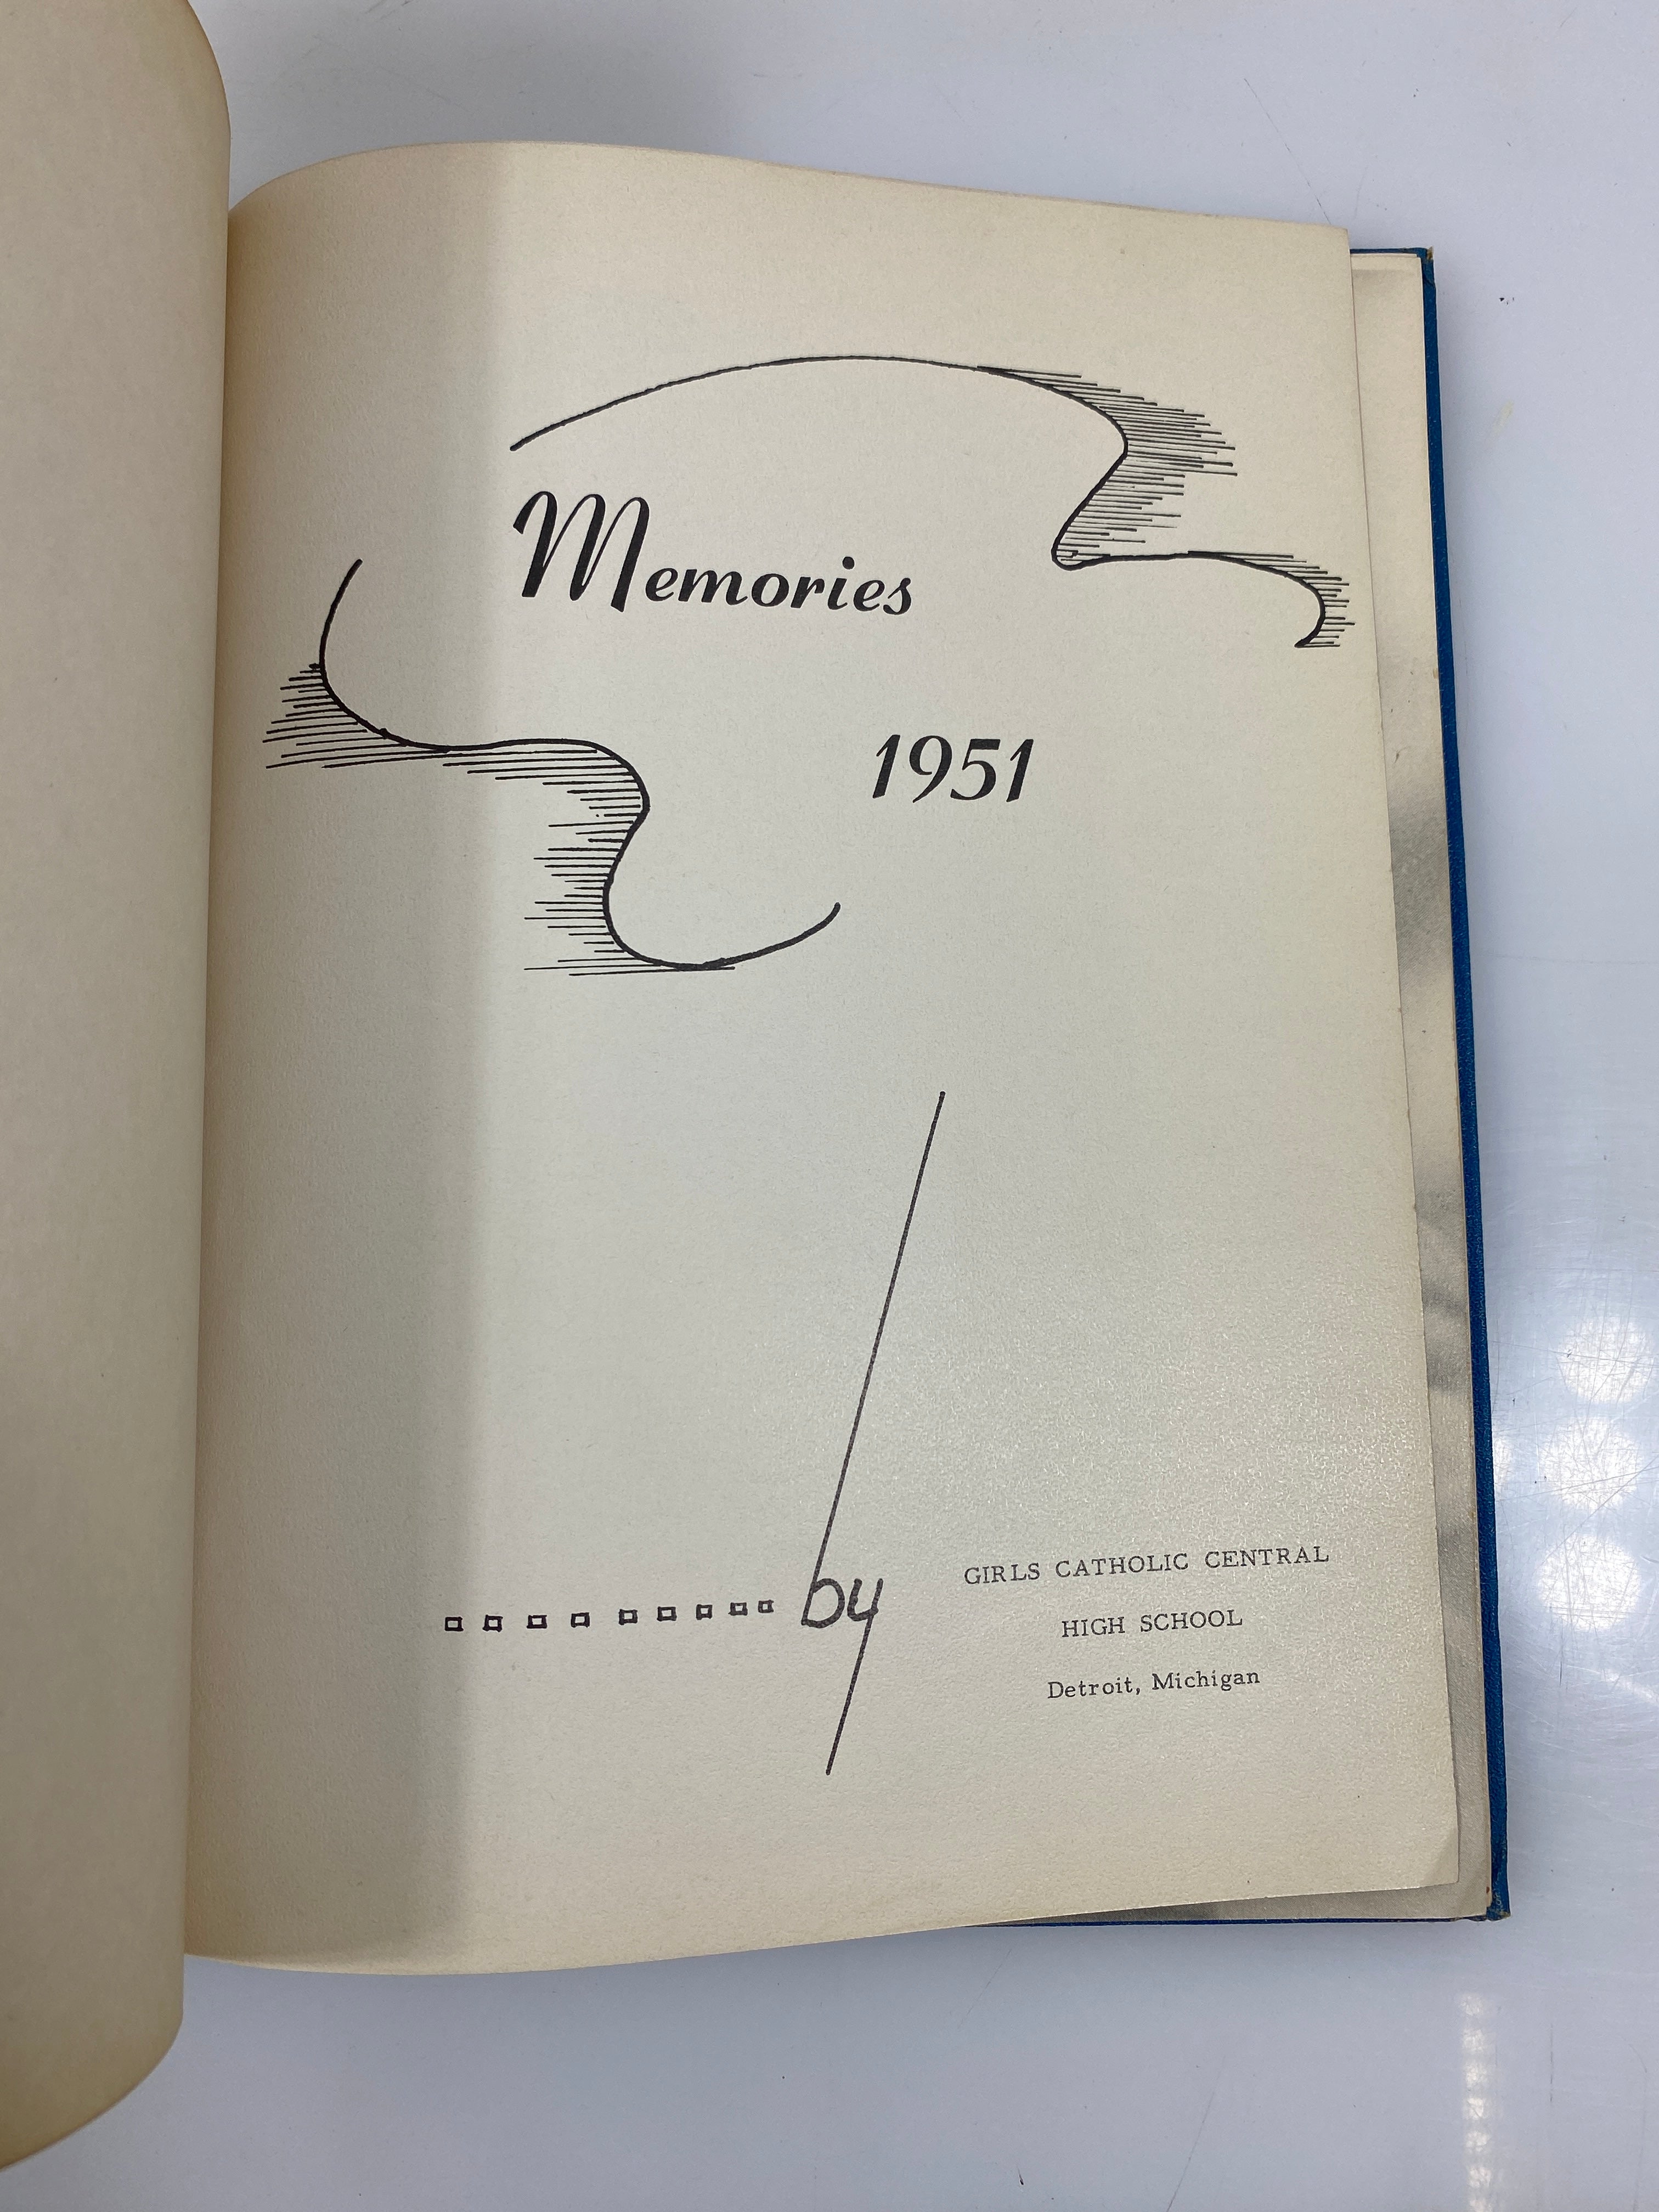 Memories
1951
by
GIRLS CATHOLIC CENTRAL
HIGH SCHOOL
Detroit, Michigan